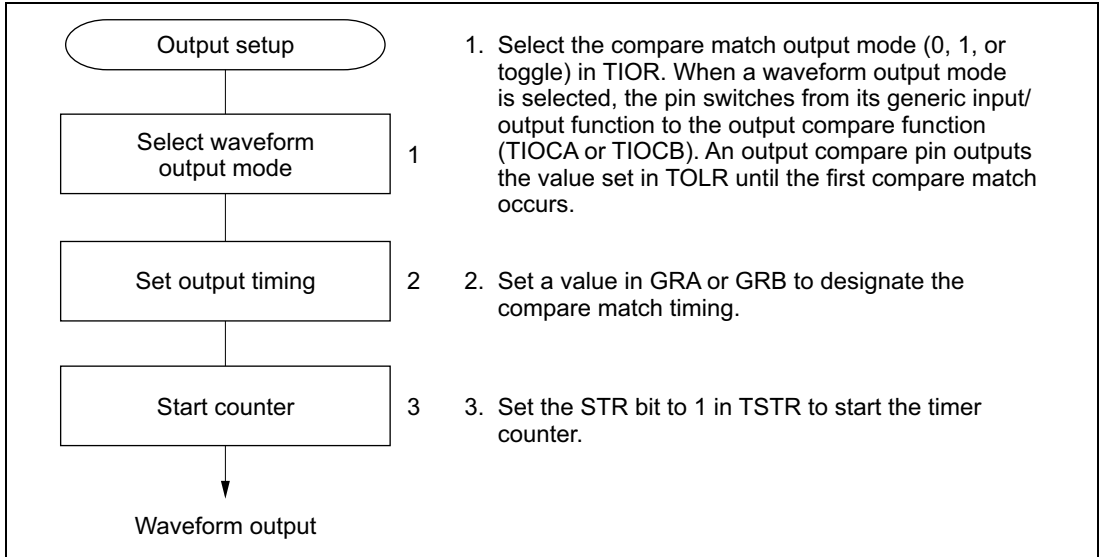 Output setup
Select waveform
output mode
1
1. Select the compare match output mode (0, 1, or
toggle) in TIOR. When a waveform output mode
is selected, the pin switches from its generic input/
output function to the output compare function
(TIOCA or TIOCB). An output compare pin outputs
the value set in TOLR until the first compare match
occurs.
Set output timing
2
2. Set a value in GRA or GRB to designate the
compare match timing.
Start counter
3
3. Set the STR bit to 1 in TSTR to start the timer
counter.
Waveform output